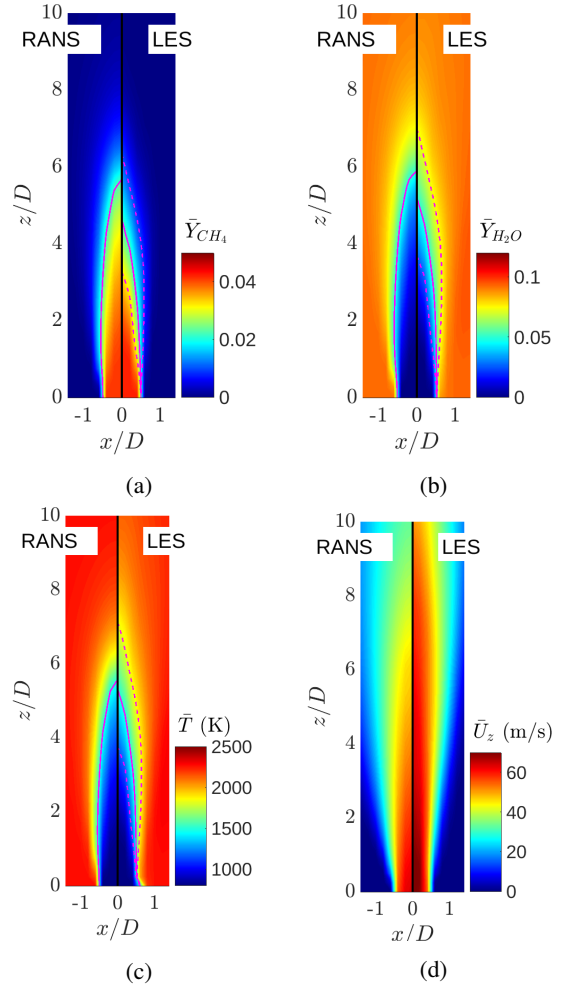 10
RANS LES
8
6
z/D
4
Ȳ_{CH_4}
0.04
2
0.02
0
0
-1 0 1
x/D
(a)
10
RANS LES
8
6
z/D
4
Ȳ_{H_2O}
0.1
2
0.05
0
0
-1 0 1
x/D
(b)
10
RANS LES
8
6
z/D
4
T̄ (K)
2500
2000
2
1500
1000
0
-1 0 1
x/D
(c)
10
RANS LES
8
6
z/D
4
Ū_z (m/s)
60
2
40
20
0
0
-1 0 1
x/D
(d)